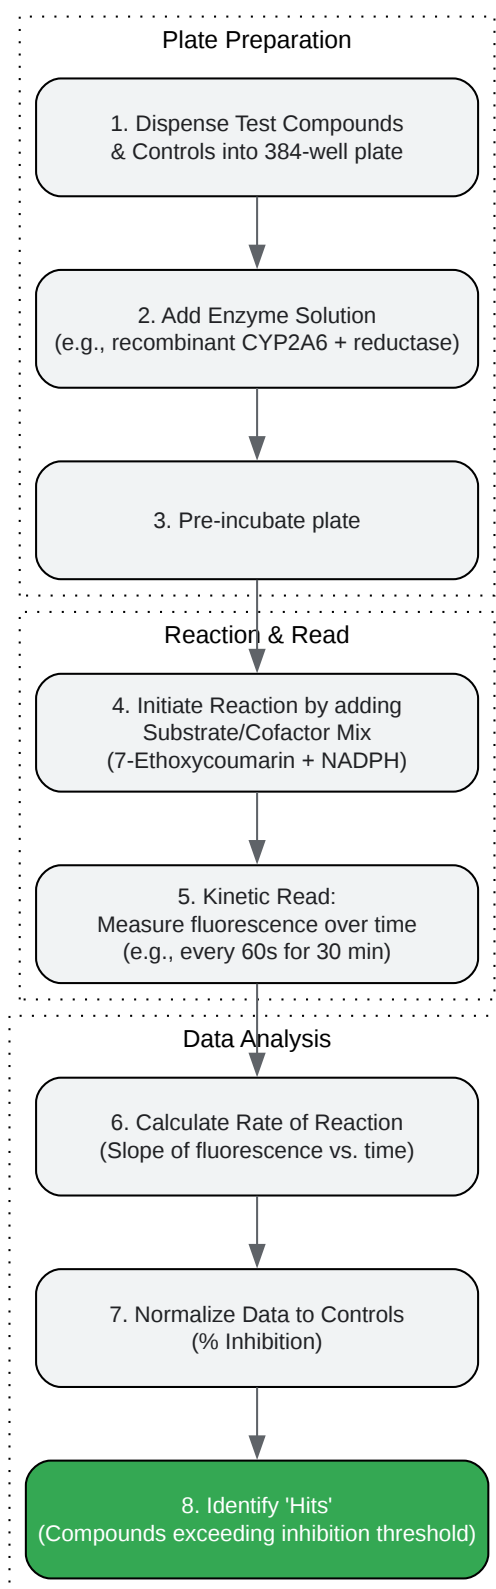 Plate Preparation
1. Dispense Test Compounds
& Controls into 384-well plate
2. Add Enzyme Solution
(e.g., recombinant CYP2A6 + reductase)
3. Pre-incubate plate
Reaction & Read
4. Initiate Reaction by adding
Substrate/Cofactor Mix
(7-Ethoxycoumarin + NADPH)
5. Kinetic Read:
Measure fluorescence over time
(e.g., every 60s for 30 min)
Data Analysis
6. Calculate Rate of Reaction
(Slope of fluorescence vs. time)
7. Normalize Data to Controls
(% Inhibition)
8. Identify 'Hits'
(Compounds exceeding inhibition threshold)